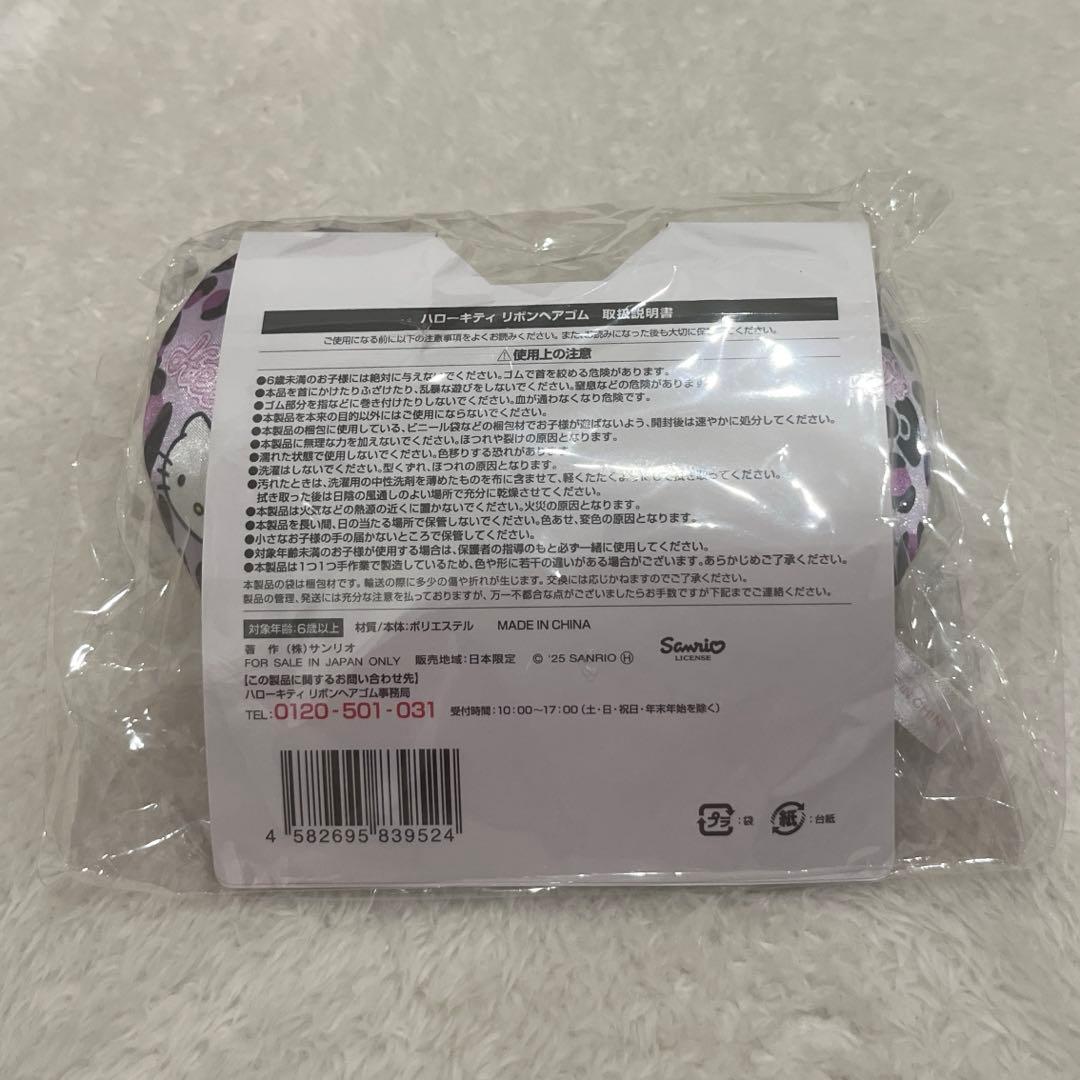 ハローキティ リボンヘアゴム 取扱説明書
ご使用になる前に以下の注意事項をよくお読みください。また、お読みになった後も大切に保管してください。
⚠使用上の注意
●6歳未満のお子様には絶対に与えないでください。ゴムで首を絞める危険があります。
●本品を首にかけたりふざけたり、乱暴な遊びをしないでください。窒息などの危険があります。
●ゴム部分を指などに巻き付けたりしないでください。血が通わなくなり危険です。
●本製品を本来の目的以外にはご使用にならないでください。
●本製品の梱包に使用している、ビニール袋などの梱包材でお子様が遊ばないよう、開封後は速やかに処分してください。
●本製品に無理な力を加えないでください。ほつれや裂けの原因となります。
●濡れた状態で使用しないでください。色移りする恐れがあります。
●洗濯はしないでください。型くずれ、ほつれの原因となります。
●汚れたときは、洗濯用の中性洗剤を薄めたものを布に含ませて、軽くたたくようにして拭き取ってください。
拭き取った後は日陰の風通しのよい場所で充分に乾燥させてください。
●本製品は火気などの熱源の近くに置かないでください。火災の原因となります。
●本製品を長い間、日の当たる場所で保管しないでください。色あせ、変色の原因となります。
●小さなお子様の手の届かないところで保管してください。
●対象年齢未満のお子様が使用する場合は、保護者の指導のもと必ず一緒に使用してください。
●本製品は1つ1つ手作業で製造しているため、色や形に若干の違いがある場合がございます。あらかじめご了承ください。
本製品の袋は梱包材です。輸送の際に多少の傷や折れが生じます。交換には応じかねますのでご了承ください。
製品の管理、発送には充分な注意を払っておりますが、万一不都合な点がございましたらお手数ですが下記までご連絡ください。
対象年齢:6歳以上 材質/本体:ポリエステル MADE IN CHINA
著 作 (株)サンリオ
FOR SALE IN JAPAN ONLY 販売地域:日本限定 © '25 SANRIO Ⓗ
Sanrio
LICENSE
【この製品に関するお問い合わせ先】
ハローキティ リボンヘアゴム事務局
TEL:0120-501-031 受付時間:10:00〜17:00(土・日・祝日・年末年始を除く)
4 582695 839524
プラ:袋 紙:台紙